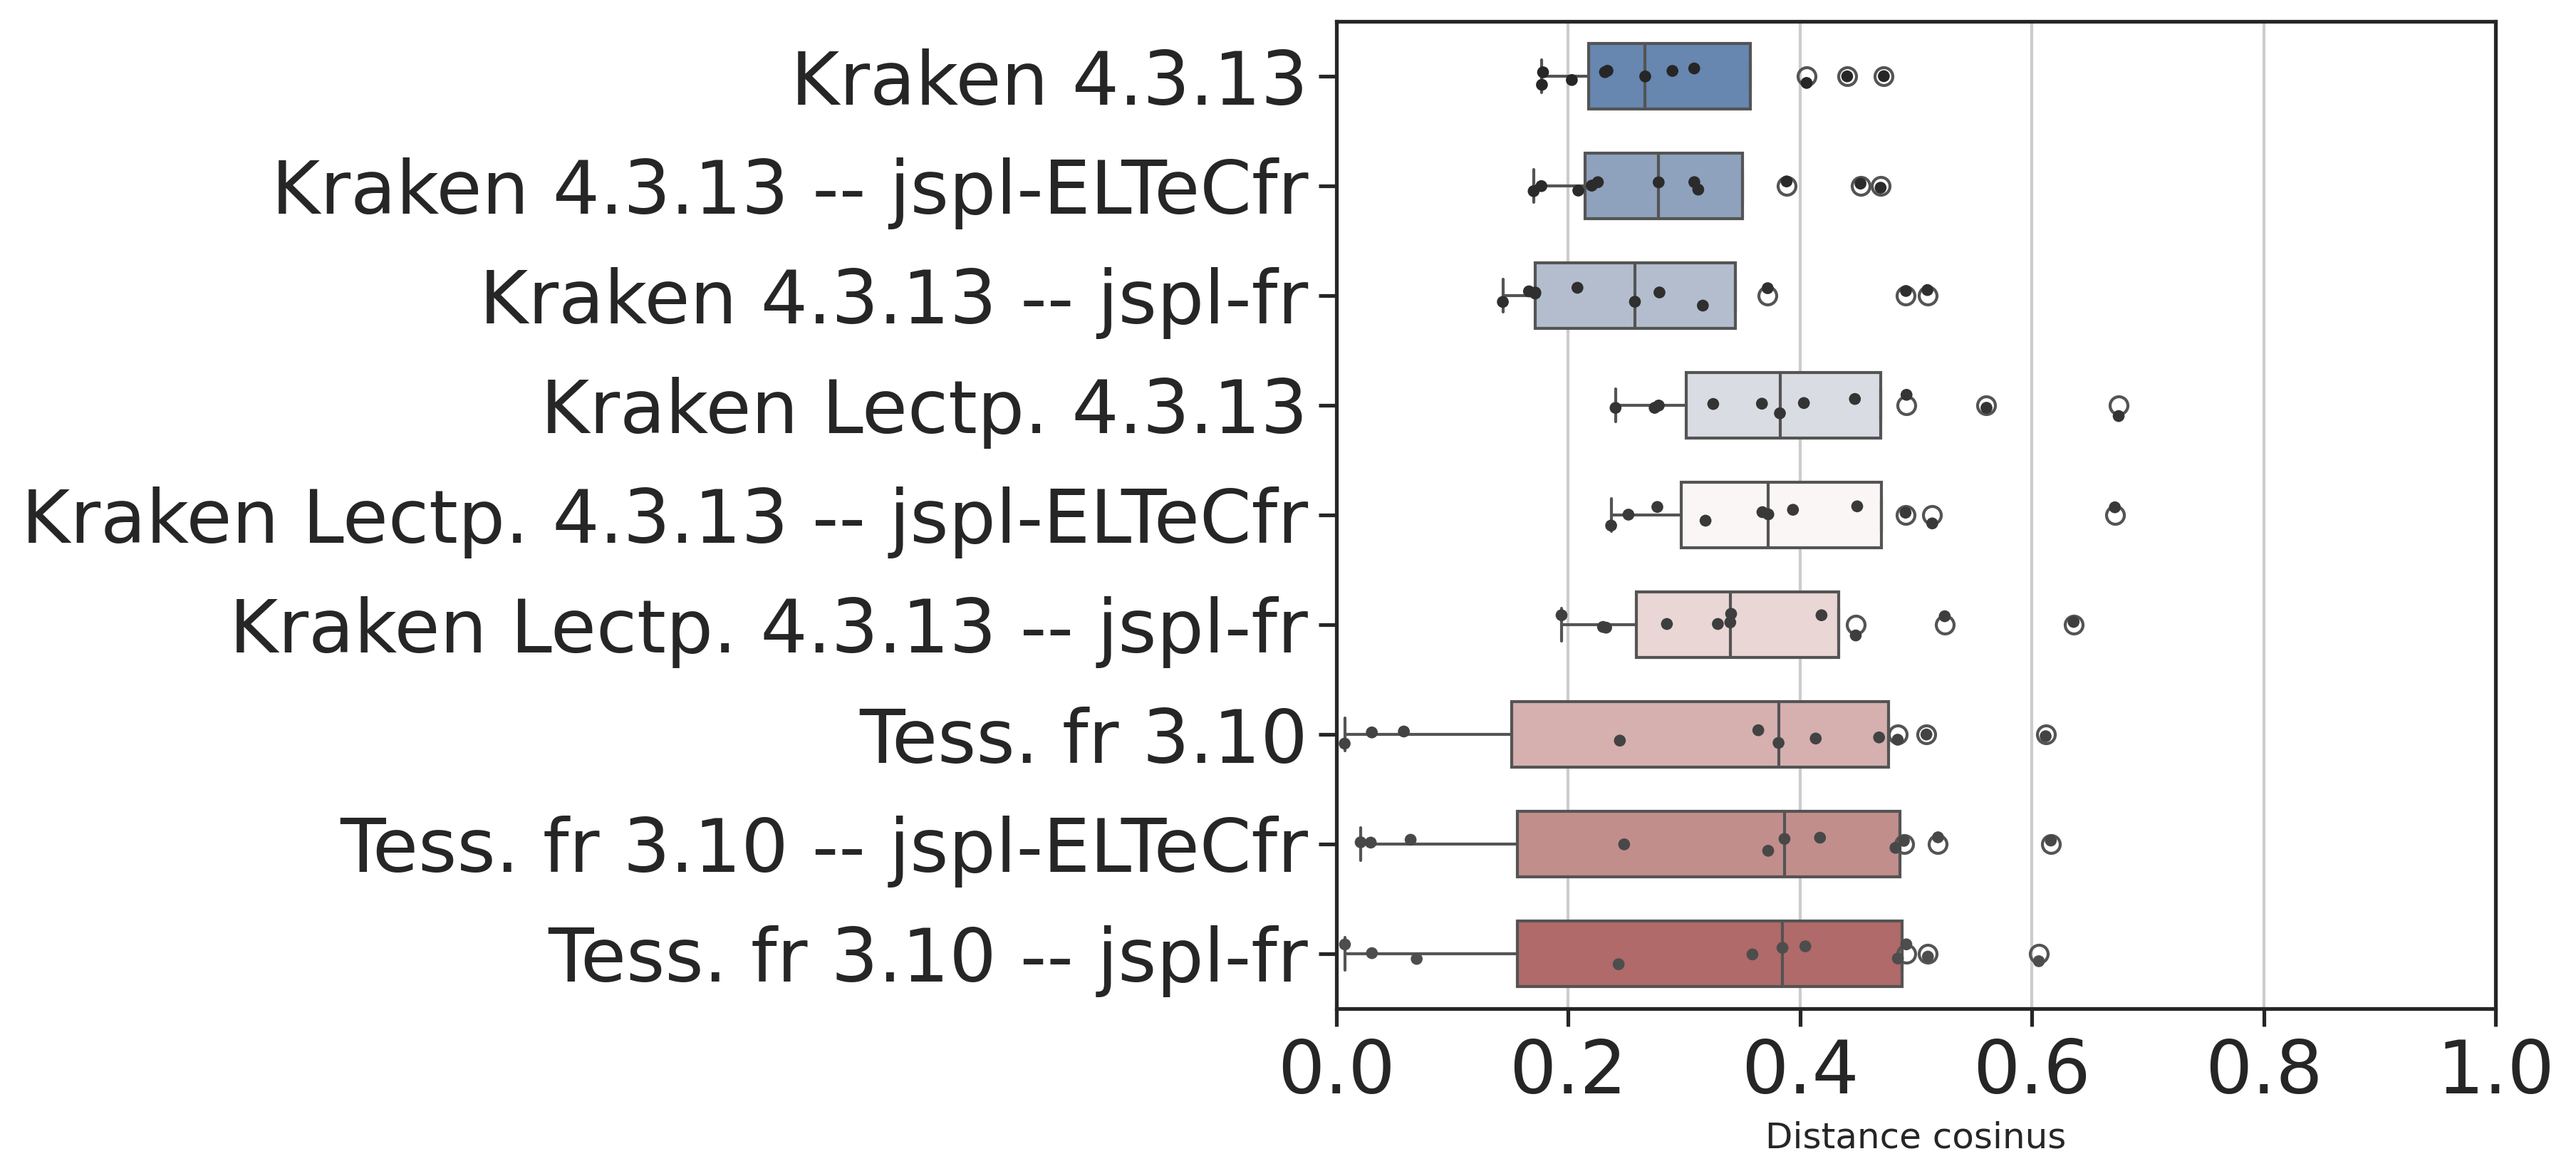 Kraken 4.3.13
Kraken 4.3.13 -- jspl-ELTeCfr
Kraken 4.3.13 -- jspl-fr
Kraken Lectp. 4.3.13
Kraken Lectp. 4.3.13 -- jspl-ELTeCfr
Kraken Lectp. 4.3.13 -- jspl-fr
Tess. fr 3.10
Tess. fr 3.10 -- jspl-ELTeCfr
Tess. fr 3.10 -- jspl-fr
0.0 0.2 0.4 0.6 0.8 1.0
Distance cosinus